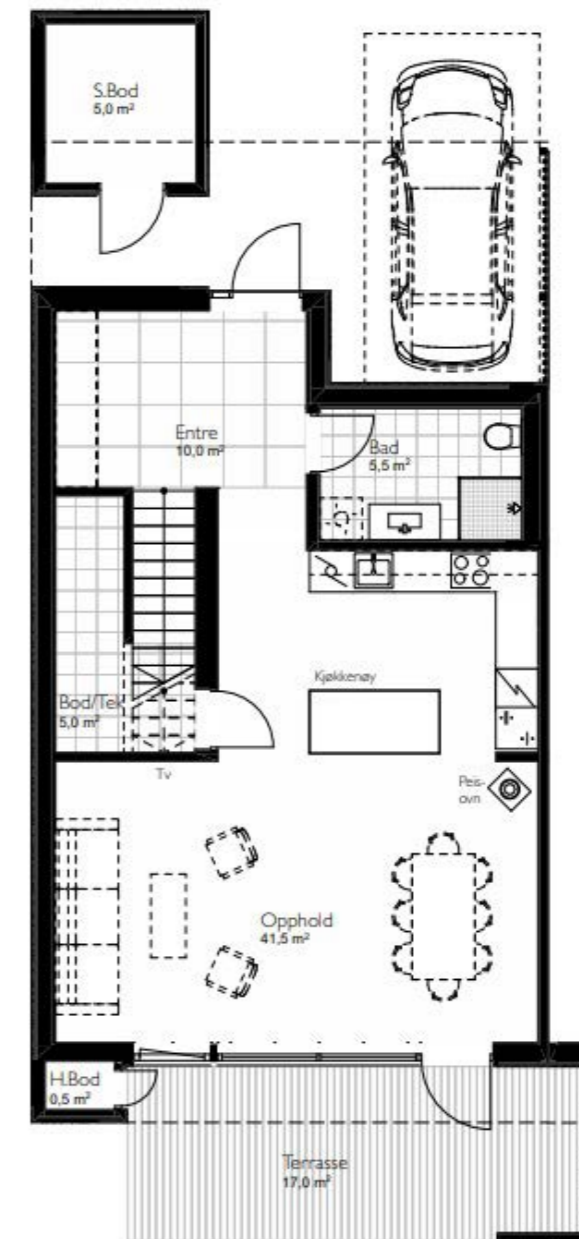 S.Bod
5,0 m²
Entre
10,0 m²
Bad
5,5 m²
Kjøkkenøy
Bod/Tek
5,0 m²
Tv
Peis-
ovn
Opphold
41,5 m²
H.Bod
0,5 m²
Terrasse
17,0 m²